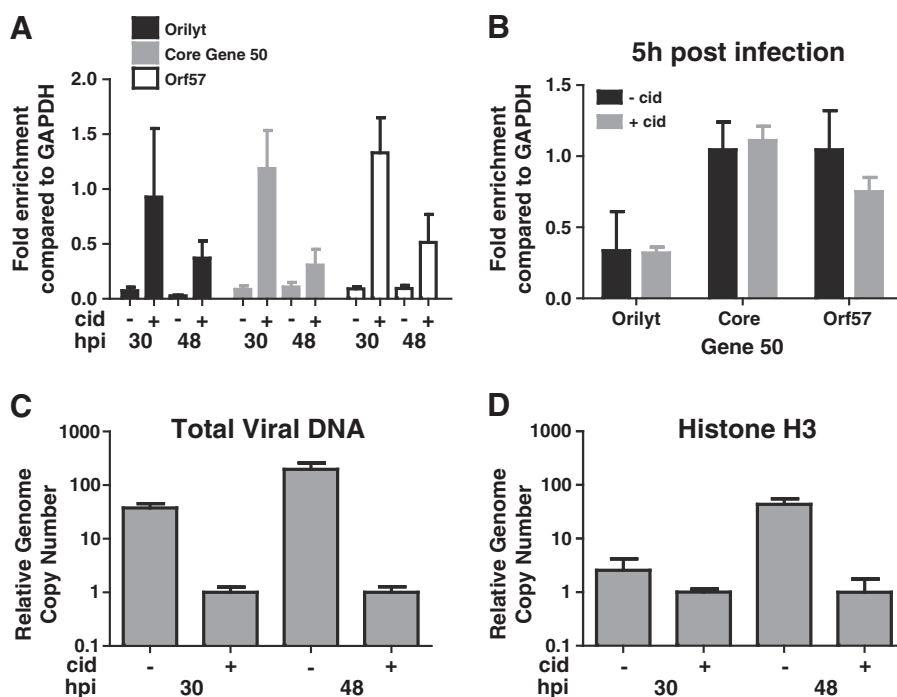 A
Orilyt
Core Gene 50
Orf57
Fold enrichment
compared to GAPDH
2.0
1.5
1.0
0.5
0.0
cid - + - + - + - + - + - +
hpi 30 48 30 48 30 48
B
5h post infection
- cid
+ cid
Fold enrichment
compared to GAPDH
1.5
1.0
0.5
0.0
Orilyt Core Orf57
Gene 50
C
Total Viral DNA
Relative Genome
Copy Number
1000
100
10
1
0.1
cid - + - +
hpi 30 48
D
Histone H3
Relative Genome
Copy Number
1000
100
10
1
0.1
cid - + - +
hpi 30 48